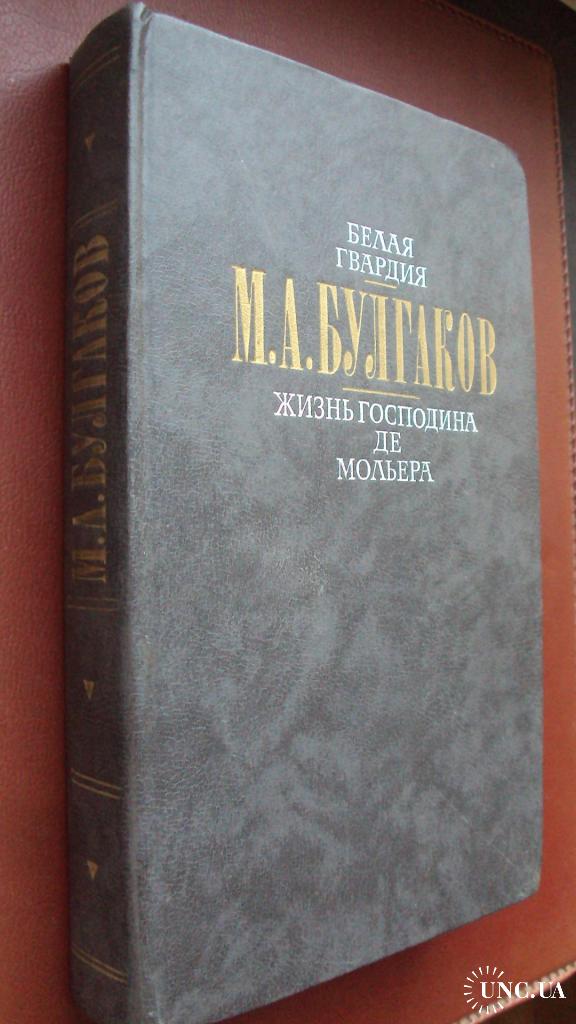 БЕЛАЯ
ГВАРДИЯ
М.А.БУЛГАКОВ
ЖИЗНЬ ГОСПОДИНА
ДЕ
МОЛЬЕРА
М.А.БУЛГАКОВ
UNC.UA